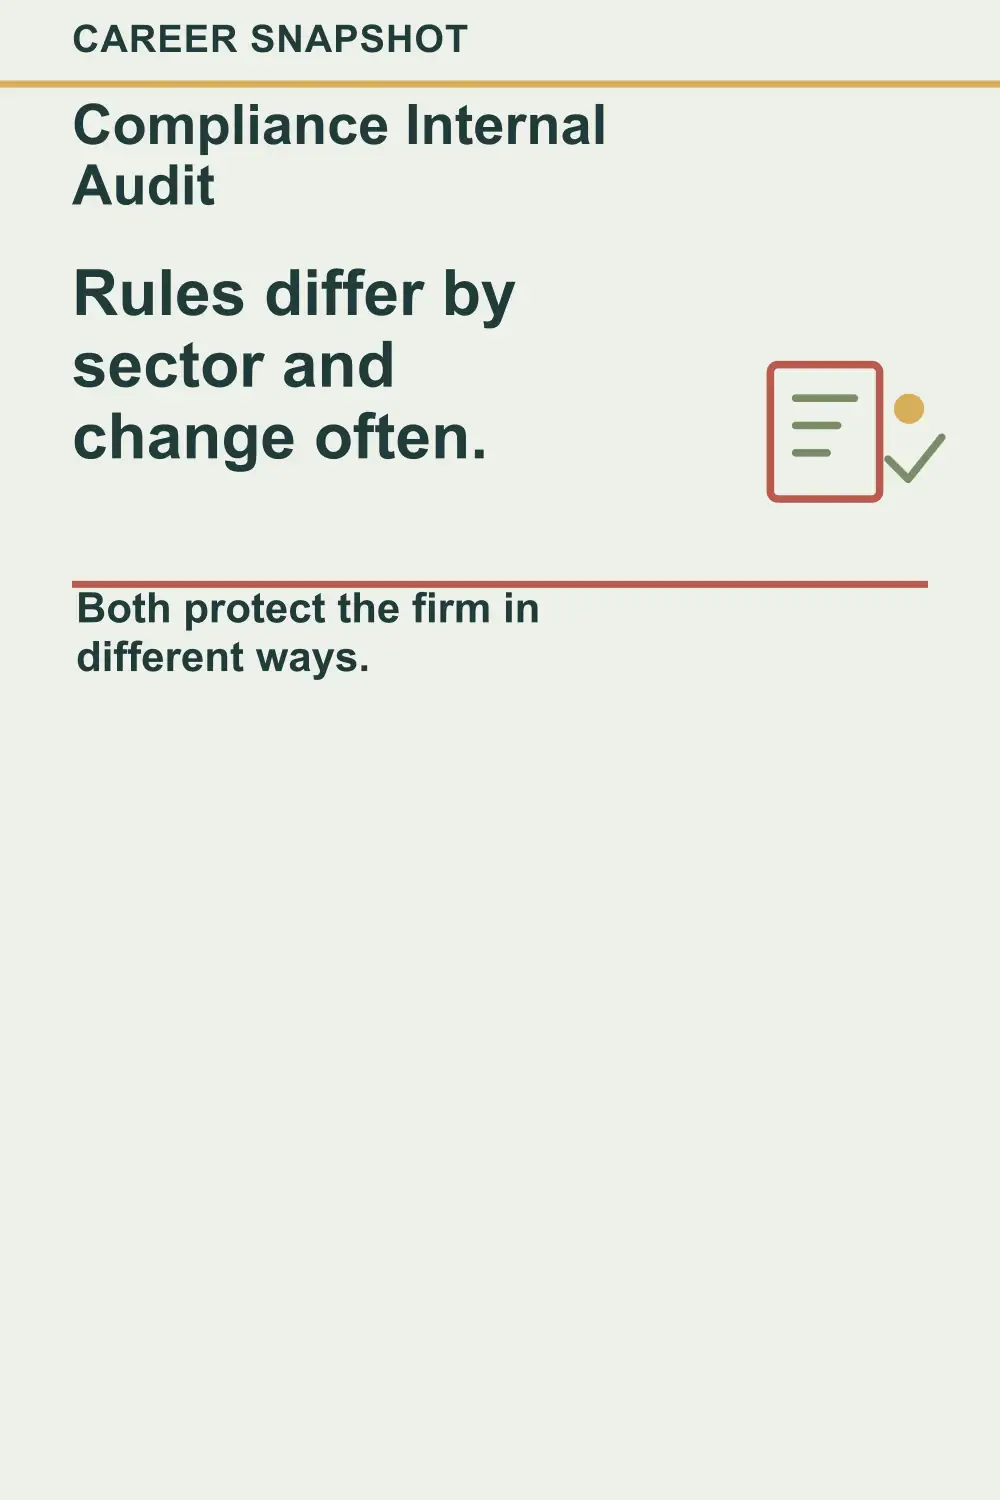 CAREER SNAPSHOT
Compliance Internal
Audit
Rules differ by
sector and
change often.
Both protect the firm in
different ways.